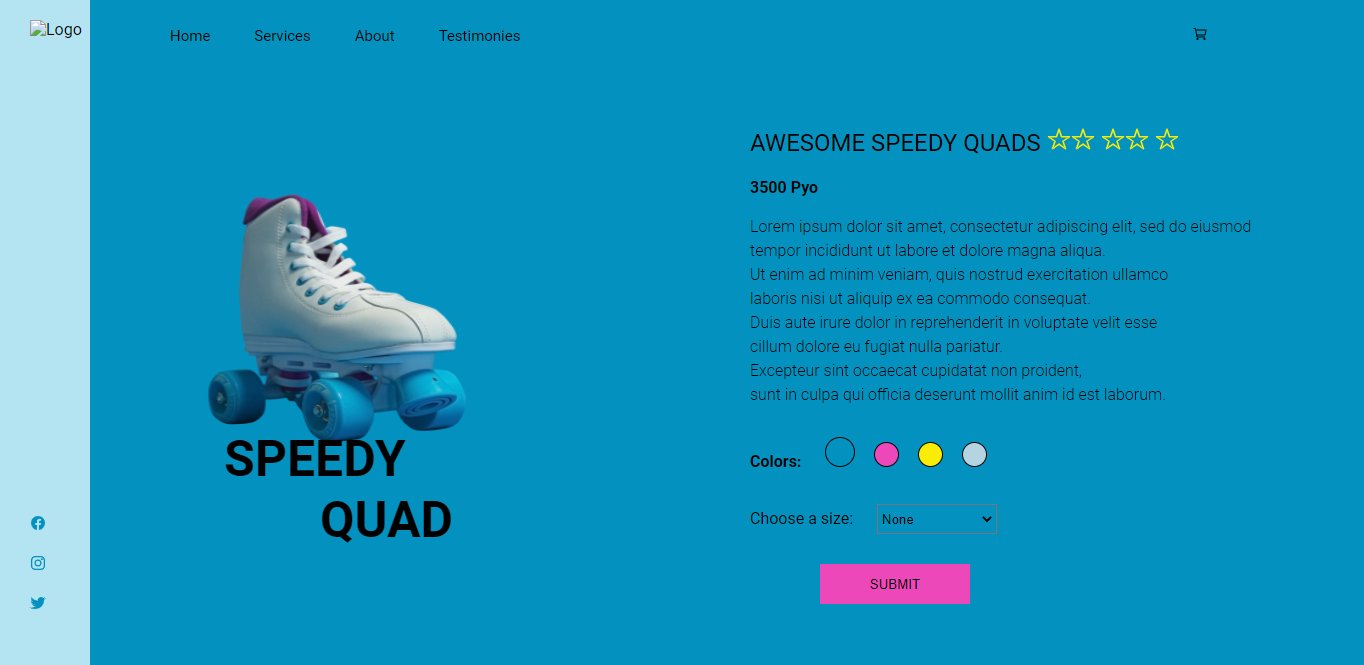 Logo
Home Services About Testimonies
AWESOME SPEEDY QUADS
3500 Pyo
Lorem ipsum dolor sit amet, consectetur adipiscing elit, sed do eiusmod
tempor incididunt ut labore et dolore magna aliqua.
Ut enim ad minim veniam, quis nostrud exercitation ullamco
laboris nisi ut aliquip ex ea commodo consequat.
Duis aute irure dolor in reprehenderit in voluptate velit esse
cillum dolore eu fugiat nulla pariatur.
Excepteur sint occaecat cupidatat non proident,
sunt in culpa qui officia deserunt mollit anim id est laborum.
Colors:
Choose a size: None
SUBMIT
SPEEDY
QUAD